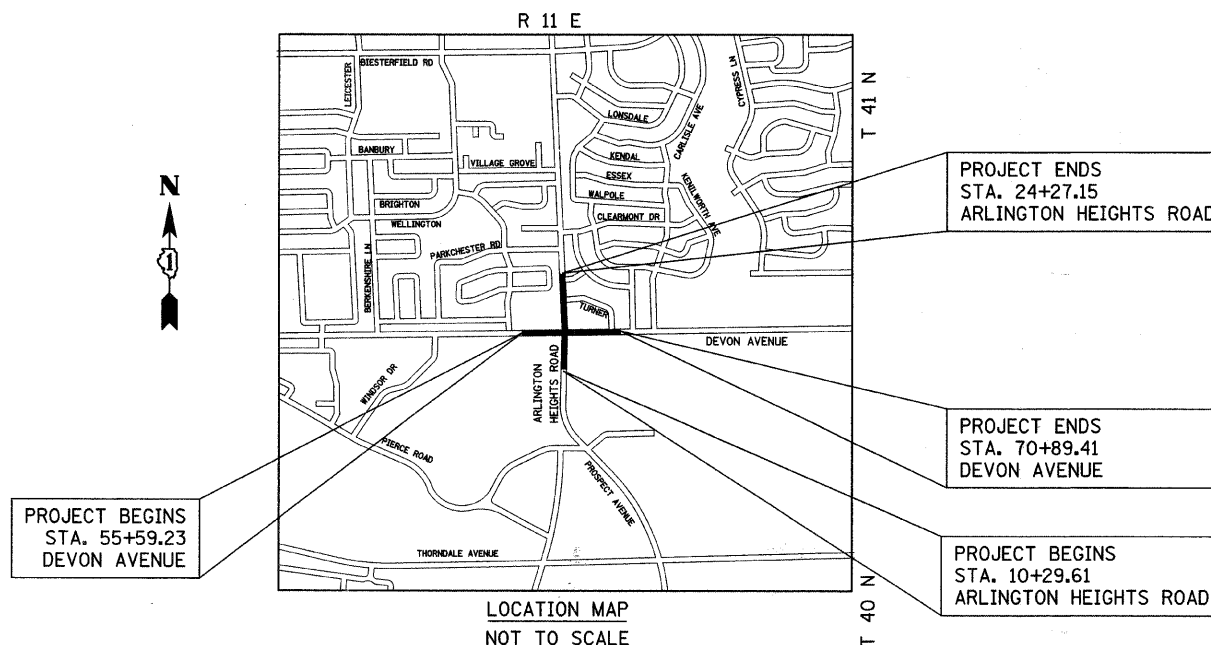 R 11 E
T 41 N
BIESTERFIELD RD
LEICESTER
CYPRESS LN
LONSDALE
CARLISLE AVE
BANBURY
KENDAL
VILLAGE GROVE
ESSEX
KENILWORTH AVE
WALPOLE
BRIGHTON
CLEARMONT DR
WELLINGTON
PARKCHESTER RD
BERKENSHIRE LN
TURNER
DEVON AVENUE
ARLINGTON
HEIGHTS ROAD
WINDSOR DR
PIERCE ROAD
PROSPECT AVENUE
THORNDALE AVENUE
N
1
PROJECT ENDS
STA. 24+27.15
ARLINGTON HEIGHTS ROAD
PROJECT ENDS
STA. 70+89.41
DEVON AVENUE
PROJECT BEGINS
STA. 55+59.23
DEVON AVENUE
PROJECT BEGINS
STA. 10+29.61
ARLINGTON HEIGHTS ROAD
T 40 N
LOCATION MAP
NOT TO SCALE